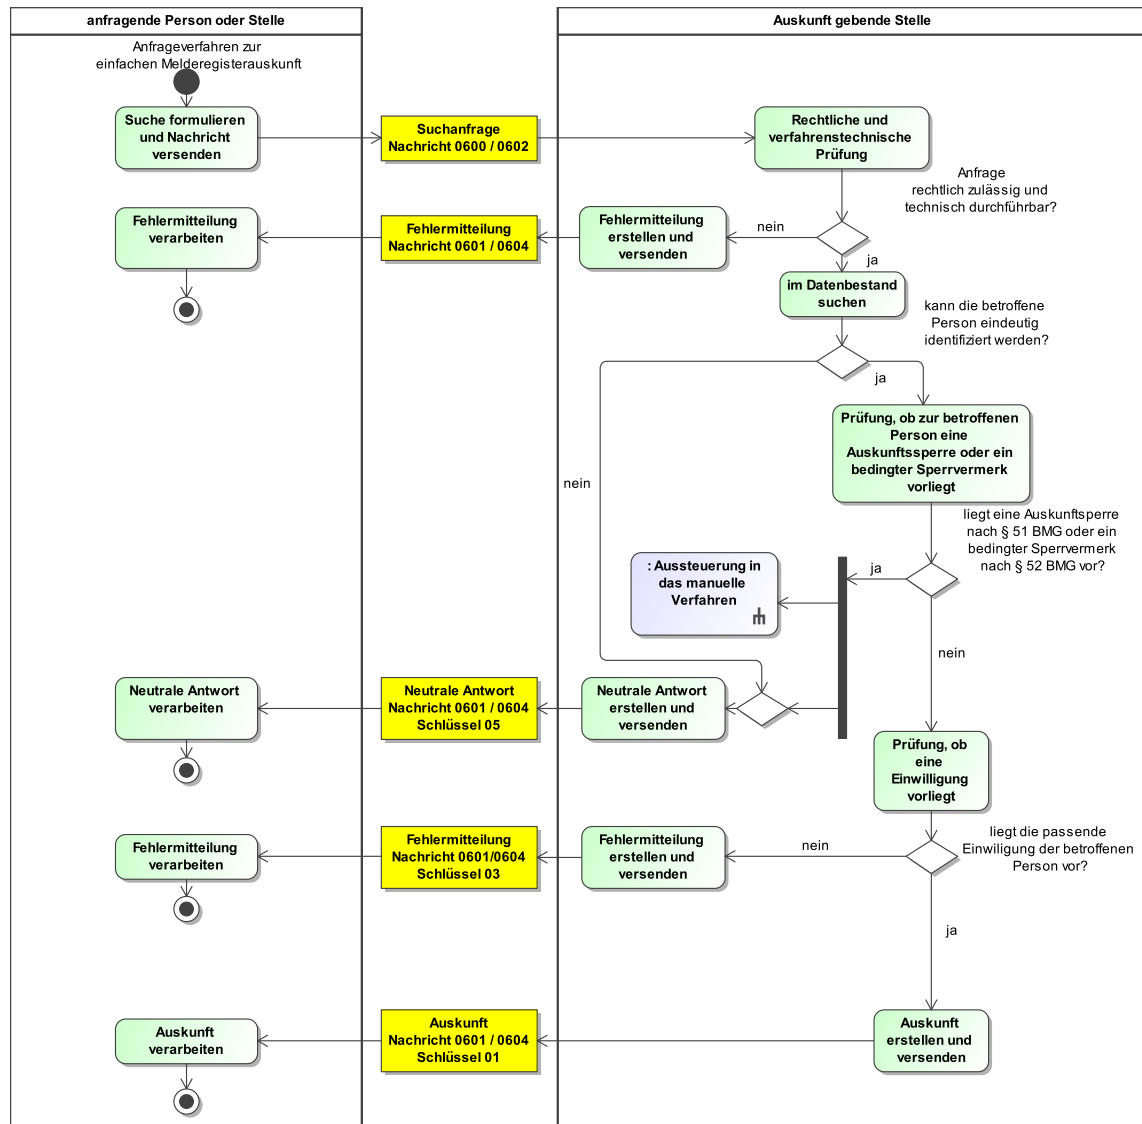 anfragende Person oder Stelle
Auskunft gebende Stelle
Anfrageverfahren zur
einfachen Melderegisterauskunft
Suche formulieren
und Nachricht
versenden
Suchanfrage
Nachricht 0600 / 0602
Rechtliche und
verfahrenstechnische
Prüfung
Anfrage
rechtlich zulässig und
technisch durchführbar?
Fehlermitteilung
verarbeiten
Fehlermitteilung
Nachricht 0601 / 0604
Fehlermitteilung
erstellen und
versenden
nein
ja
im Datenbestand
suchen
kann die betroffene
Person eindeutig
identifiziert werden?
ja
nein
Prüfung, ob zur betroffenen
Person eine
Auskunftssperre oder ein
bedingter Sperrvermerk
vorliegt
liegt eine Auskunftsperre
nach § 51 BMG oder ein
bedingter Sperrvermerk
nach § 52 BMG vor?
ja
: Aussteuerung in
das manuelle
Verfahren
nein
Neutrale Antwort
verarbeiten
Neutrale Antwort
Nachricht 0601 / 0604
Schlüssel 05
Neutrale Antwort
erstellen und
versenden
Prüfung, ob
eine
Einwilligung
vorliegt
Fehlermitteilung
verarbeiten
Fehlermitteilung
Nachricht 0601/0604
Schlüssel 03
Fehlermitteilung
erstellen und
versenden
nein
liegt die passende
Einwiligung der betroffenen
Person vor?
ja
Auskunft
verarbeiten
Auskunft
Nachricht 0601 / 0604
Schlüssel 01
Auskunft
erstellen und
versenden